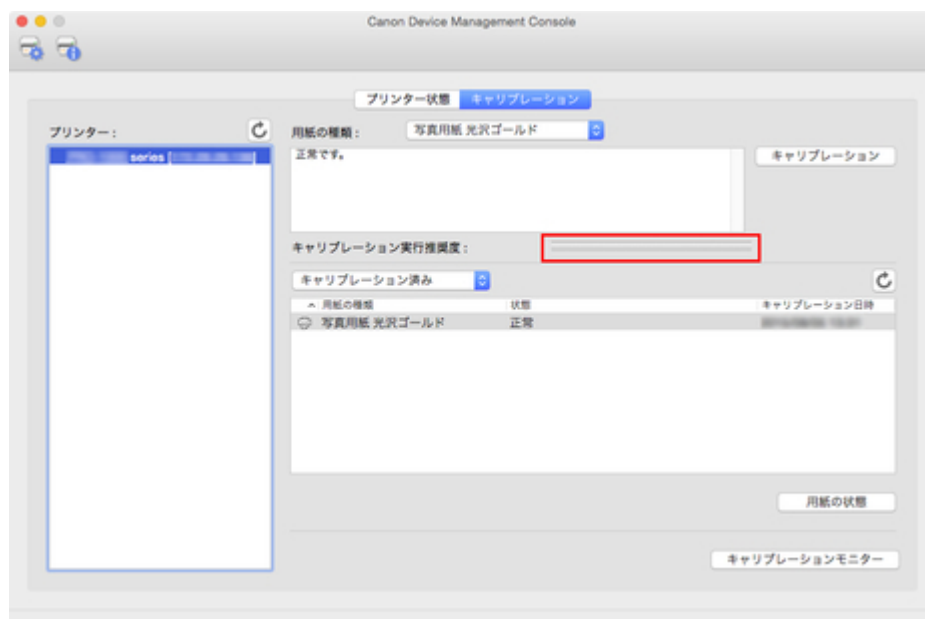 Canon Device Management Console
プリンター状態 キャリブレーション
プリンター:
用紙の種類: 写真用紙 光沢ゴールド
series [
正常です。
キャリブレーション
キャリブレーション実行推奨度:
キャリブレーション済み
用紙の種類 状態 キャリブレーション日時
写真用紙 光沢ゴールド 正常
用紙の状態
キャリブレーションモニター